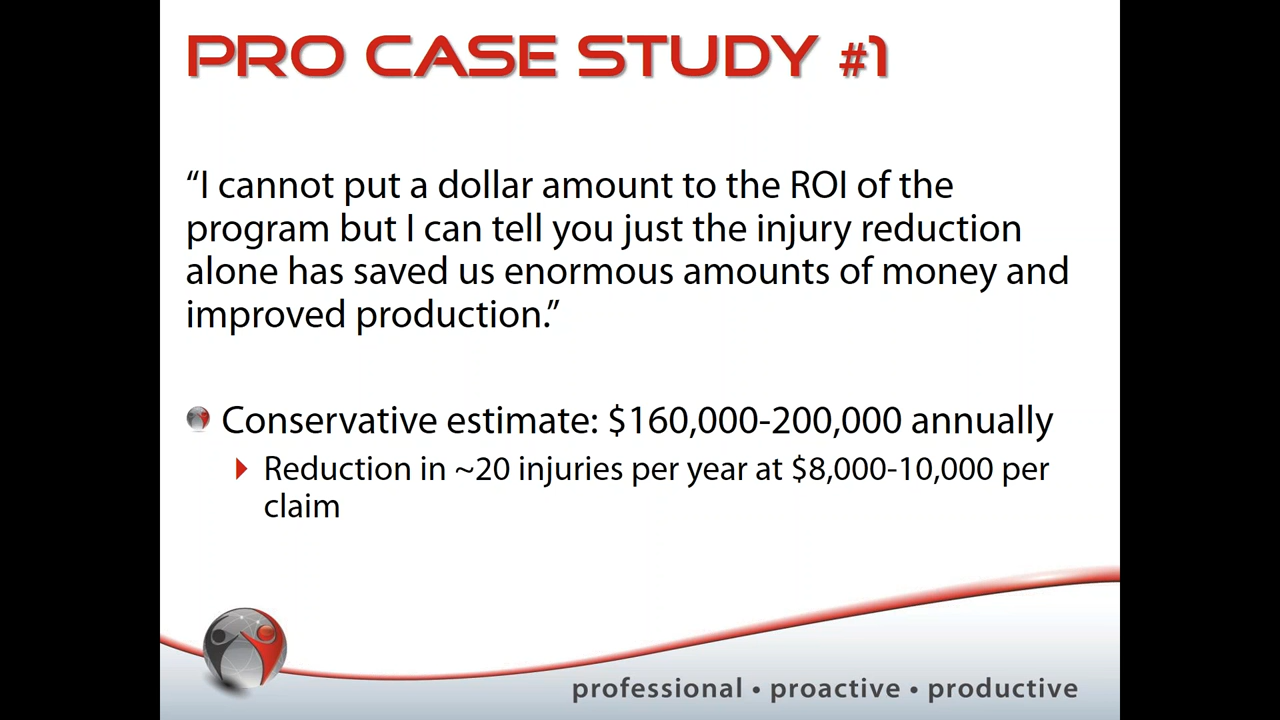 PRO CASE STUDY #1
“I cannot put a dollar amount to the ROI of the
program but I can tell you just the injury reduction
alone has saved us enormous amounts of money and
improved production.”
Conservative estimate: $160,000-200,000 annually
Reduction in ~20 injuries per year at $8,000-10,000 per
claim
professional • proactive • productive